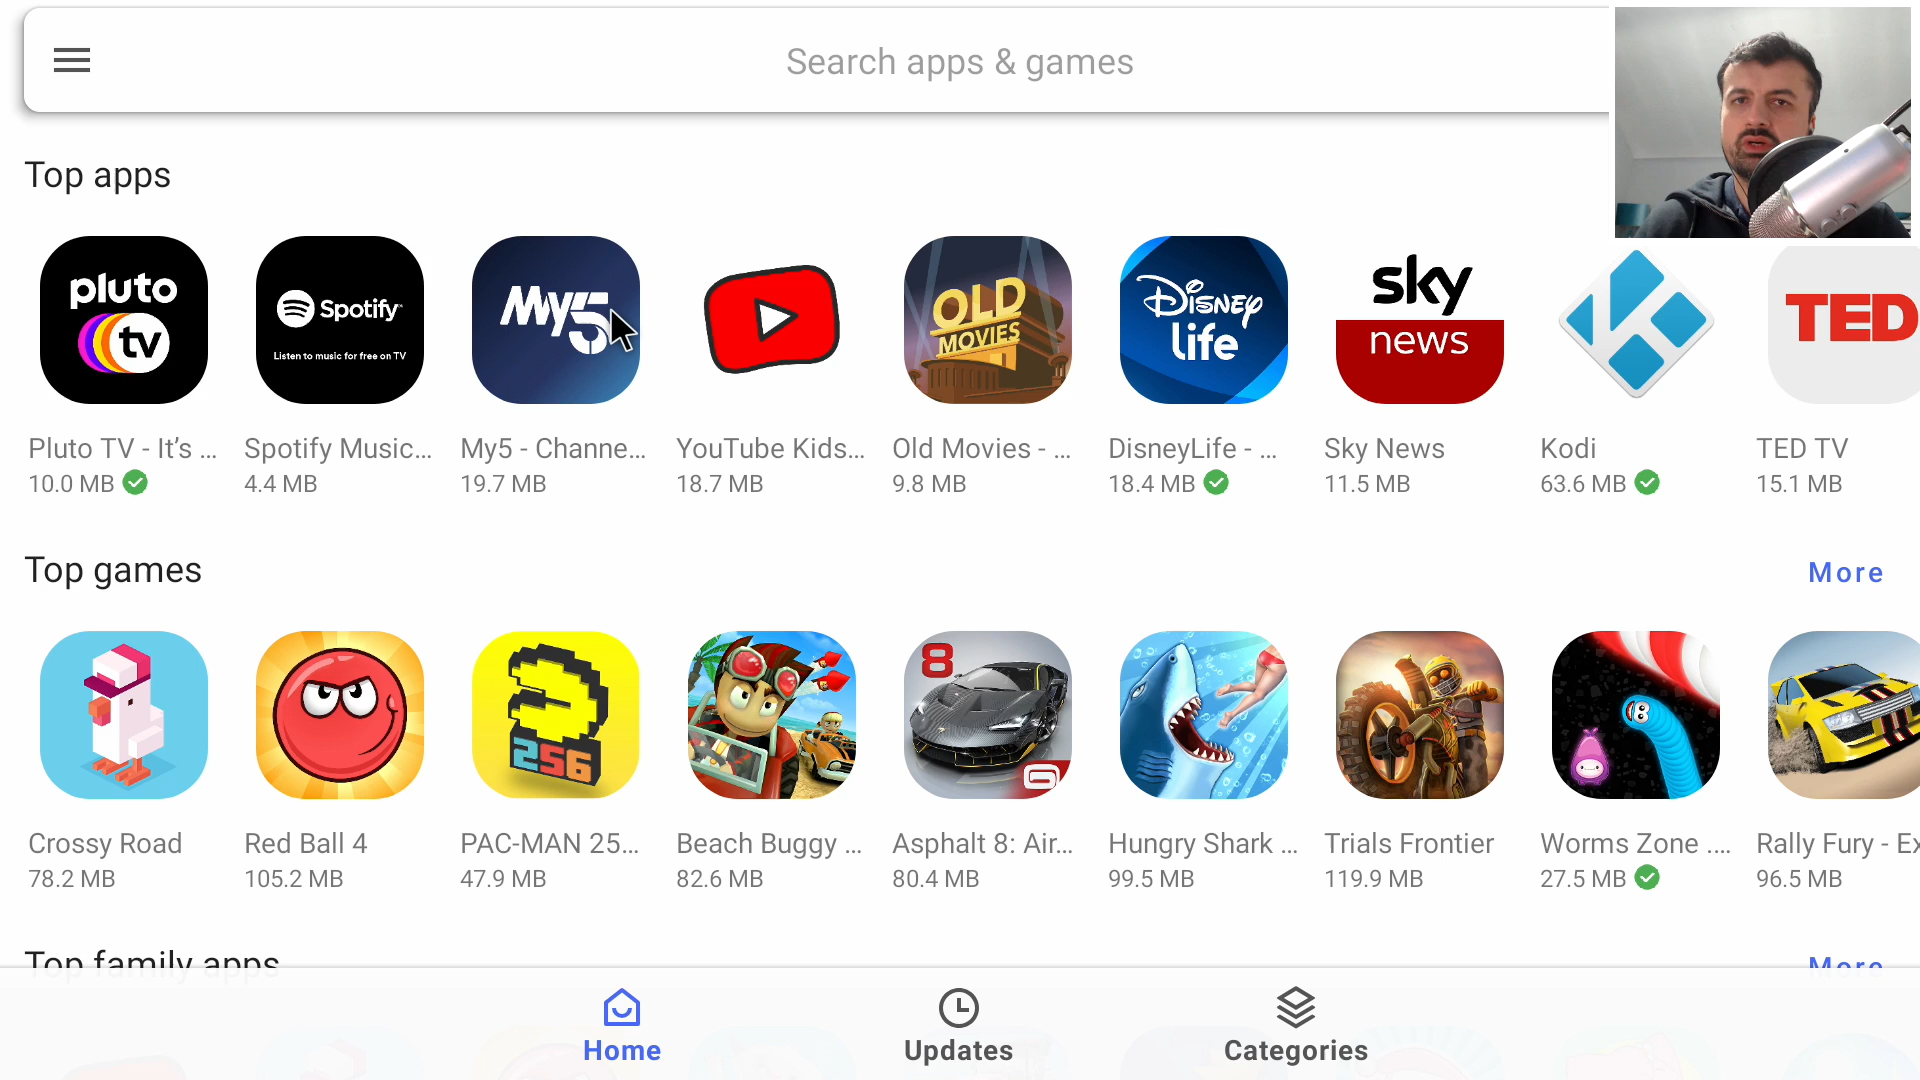 Search apps & games
Top apps
pluto
tv
Spotify
Listen to music for free on TV
My5
OLD
MOVIES
Disney
life
sky
news
TED
Pluto TV - It’s ...
Spotify Music...
My5 - Channe...
YouTube Kids...
Old Movies - ...
DisneyLife - ...
Sky News
Kodi
TED TV
10.0 MB
4.4 MB
19.7 MB
18.7 MB
9.8 MB
18.4 MB
11.5 MB
63.6 MB
15.1 MB
Top games
More
256
8
Crossy Road
Red Ball 4
PAC-MAN 25...
Beach Buggy ...
Asphalt 8: Air...
Hungry Shark ...
Trials Frontier
Worms Zone ....
Rally Fury - Ex
78.2 MB
105.2 MB
47.9 MB
82.6 MB
80.4 MB
99.5 MB
119.9 MB
27.5 MB
96.5 MB
Top family apps
More
Home
Updates
Categories